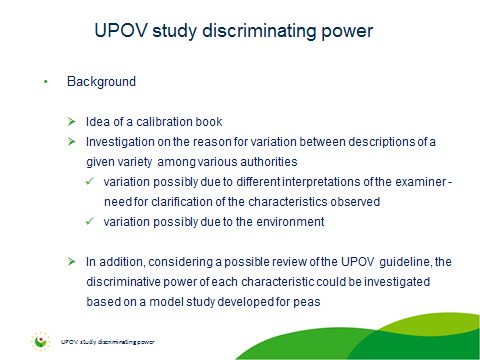 UPOV study discriminating power
• Background
➢ Idea of a calibration book
➢ Investigation on the reason for variation between descriptions of a
given variety among various authorities
✓ variation possibly due to different interpretations of the examiner -
need for clarification of the characteristics observed
✓ variation possibly due to the environment
➢ In addition, considering a possible review of the UPOV guideline, the
discriminative power of each characteristic could be investigated
based on a model study developed for peas
UPOV study discriminating power